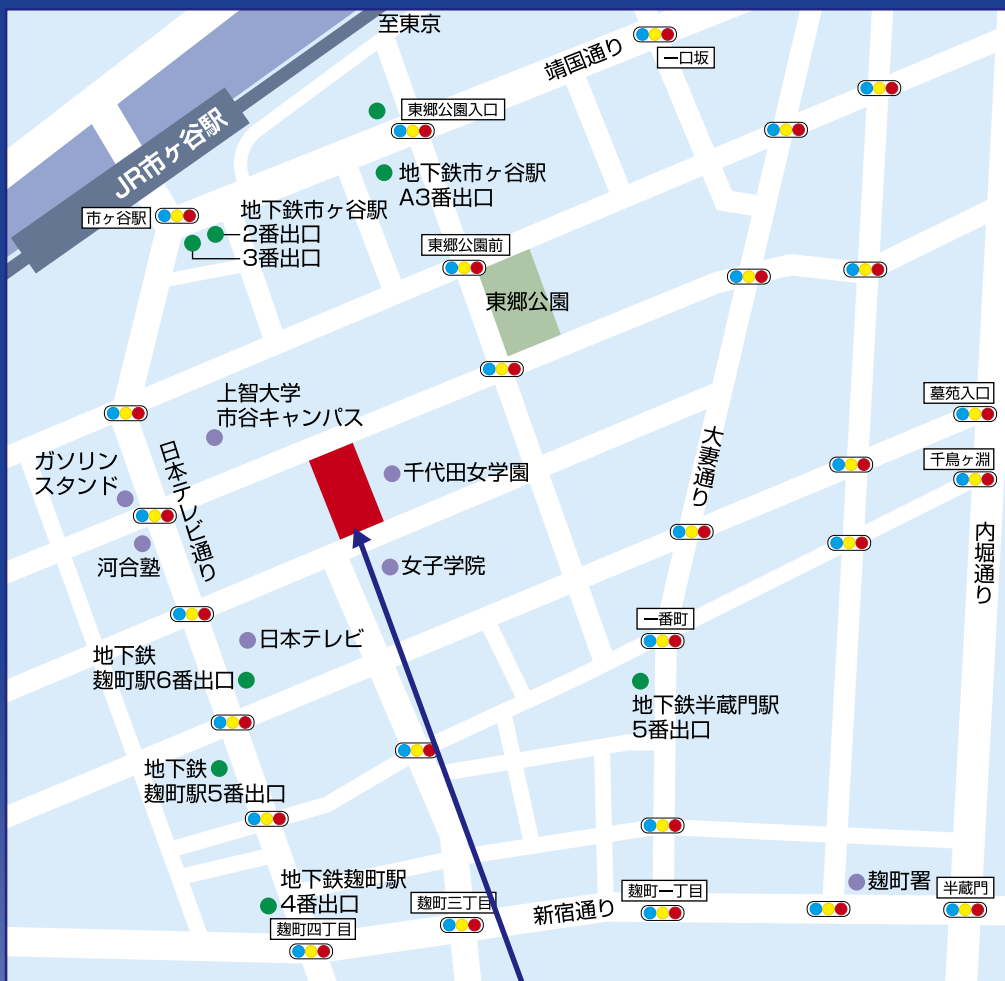 至東京
靖国通り
一口坂
東郷公園入口
JR市ヶ谷駅
地下鉄市ヶ谷駅
A3番出口
市ヶ谷駅
地下鉄市ヶ谷駅
2番出口
3番出口
東郷公園前
東郷公園
上智大学
市谷キャンパス
墓苑入口
ガソリン
スタンド
日本テレビ通り
千代田女学園
大妻通り
千鳥ヶ淵
内堀通り
河合塾
女子学院
一番町
日本テレビ
地下鉄
麹町駅6番出口
地下鉄半蔵門駅
5番出口
地下鉄
麹町駅5番出口
地下鉄麹町駅
4番出口
麹町四丁目
麹町三丁目
新宿通り
麹町一丁目
麹町署
半蔵門